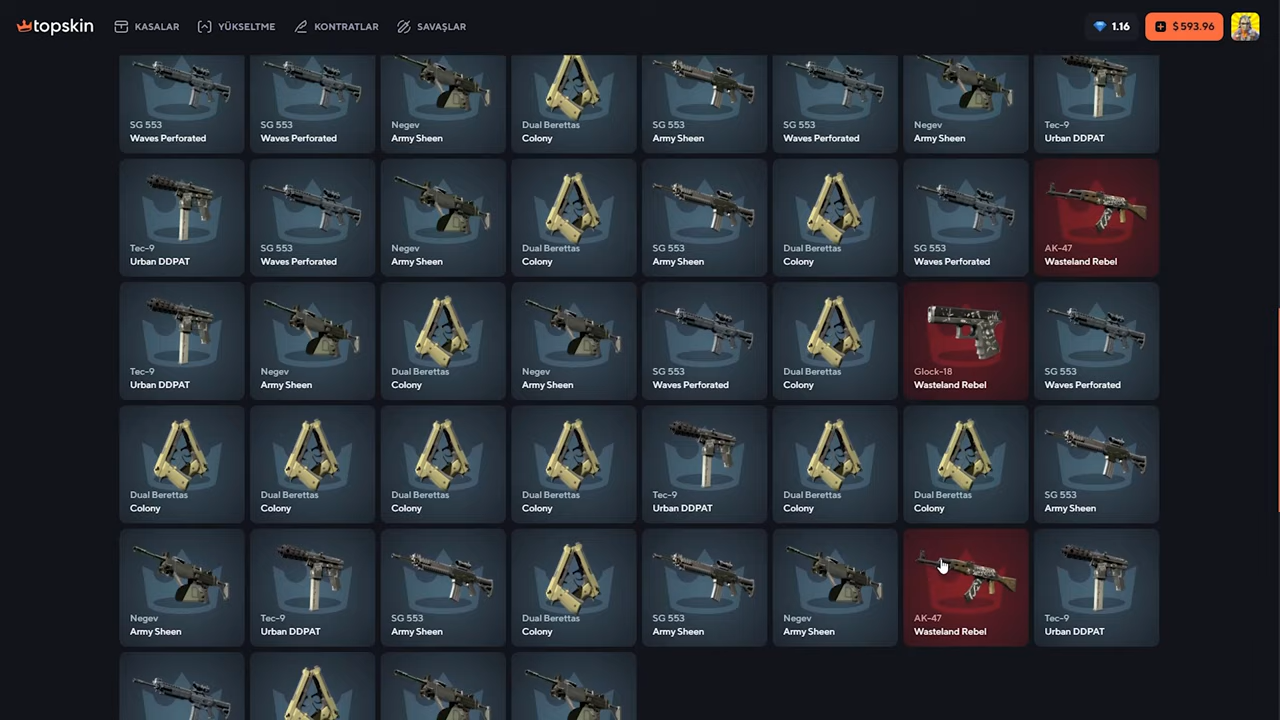 topskin KASALAR YÜKSELTME KONTRATLAR SAVAŞLAR 1.16 $ 593.96
SG 553 SG 553 Negev Dual Berettas SG 553 SG 553 Negev Tec-9
Waves Perforated Waves Perforated Army Sheen Colony Army Sheen Waves Perforated Army Sheen Urban DDPAT
Tec-9 SG 553 Negev Dual Berettas SG 553 Dual Berettas SG 553 AK-47
Urban DDPAT Waves Perforated Army Sheen Colony Army Sheen Colony Waves Perforated Wasteland Rebel
Tec-9 Negev Dual Berettas Negev SG 553 Dual Berettas Glock-18 SG 553
Urban DDPAT Army Sheen Colony Army Sheen Waves Perforated Colony Wasteland Rebel Waves Perforated
Dual Berettas Dual Berettas Dual Berettas Dual Berettas Tec-9 Dual Berettas Dual Berettas SG 553
Colony Colony Colony Colony Urban DDPAT Colony Colony Army Sheen
Negev Tec-9 SG 553 Dual Berettas SG 553 Negev AK-47 Tec-9
Army Sheen Urban DDPAT Army Sheen Colony Army Sheen Army Sheen Wasteland Rebel Urban DDPAT